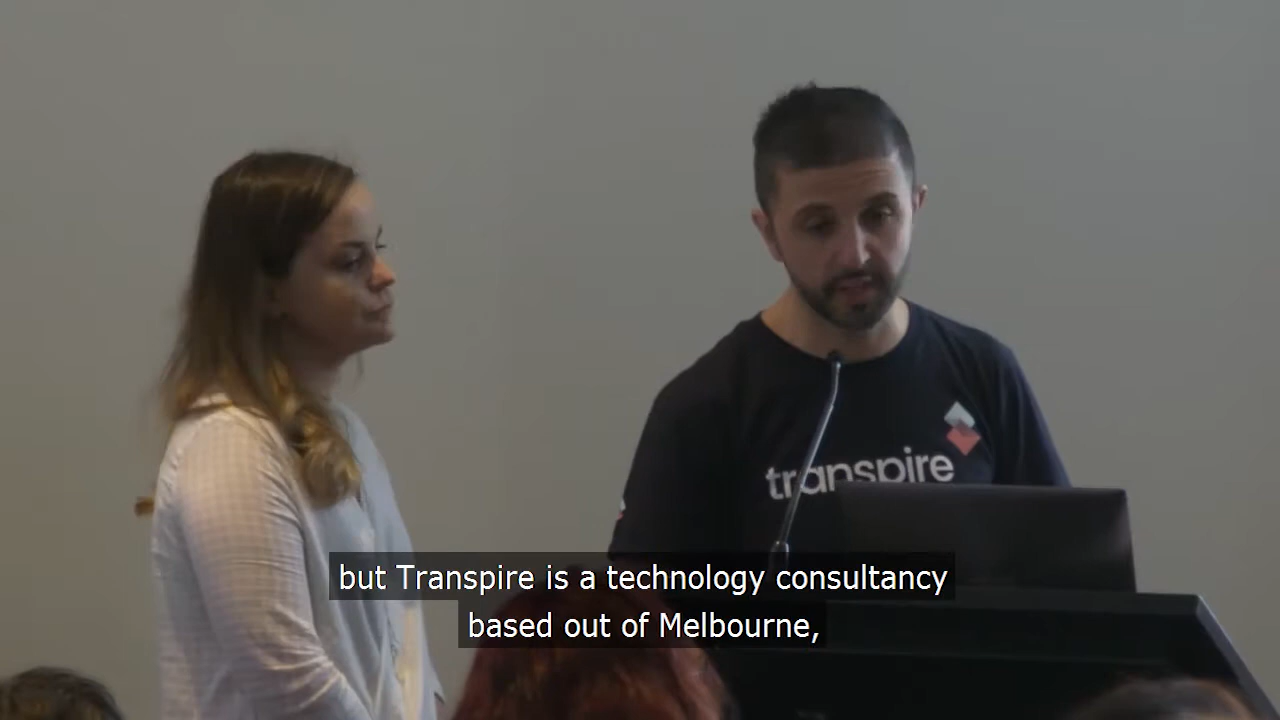 transpire
but Transpire is a technology consultancy
based out of Melbourne,